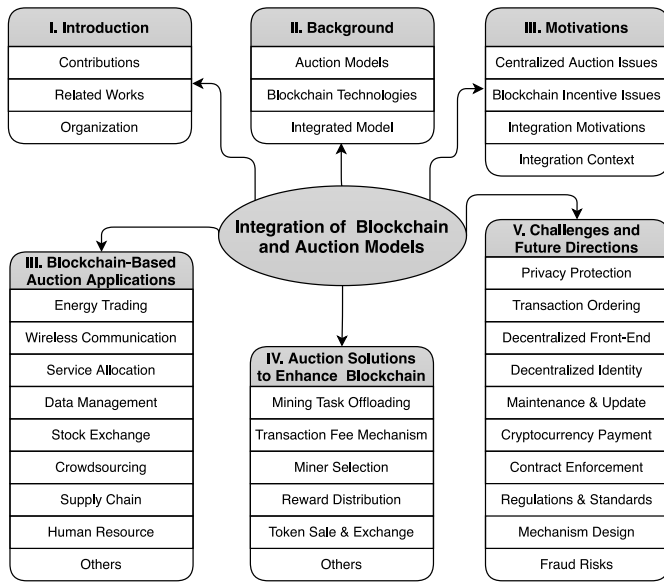 I. Introduction
Contributions
Related Works
Organization
II. Background
Auction Models
Blockchain Technologies
Integrated Model
III. Motivations
Centralized Auction Issues
Blockchain Incentive Issues
Integration Motivations
Integration Context
Integration of Blockchain
and Auction Models
III. Blockchain-Based
Auction Applications
Energy Trading
Wireless Communication
Service Allocation
Data Management
Stock Exchange
Crowdsourcing
Supply Chain
Human Resource
Others
IV. Auction Solutions
to Enhance Blockchain
Mining Task Offloading
Transaction Fee Mechanism
Miner Selection
Reward Distribution
Token Sale & Exchange
Others
V. Challenges and
Future Directions
Privacy Protection
Transaction Ordering
Decentralized Front-End
Decentralized Identity
Maintenance & Update
Cryptocurrency Payment
Contract Enforcement
Regulations & Standards
Mechanism Design
Fraud Risks